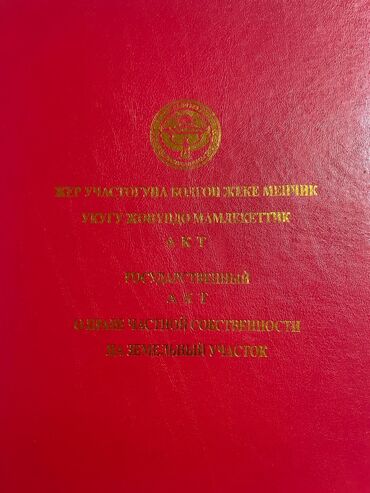 ЖЕР УЧАСТОГУНА БОЛГОН ЖЕКЕ МЕНЧИК
УКУГУ ЖӨНҮНДӨ МАМЛЕКЕТТИК
А К Т
ГОСУДАРСТВЕННЫЙ
А К Т
О ПРАВЕ ЧАСТНОЙ СОБСТВЕННОСТИ
НА ЗЕМЕЛЬНЫЙ УЧАСТОК